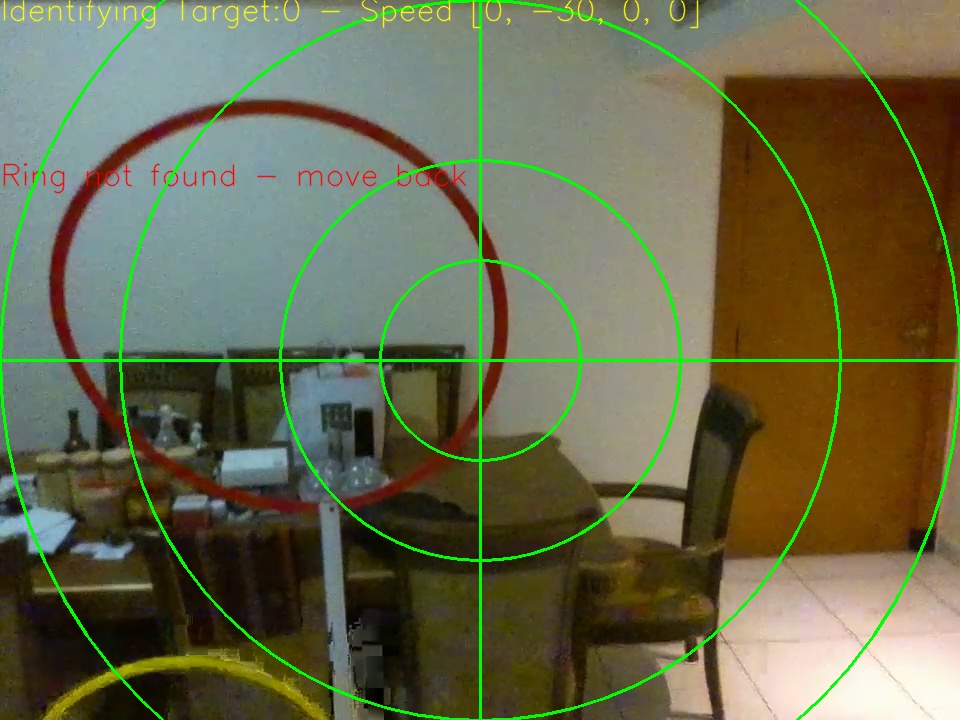 Identifying Target:0 - Speed [0, -30, 0, 0]
Ring not found - move back